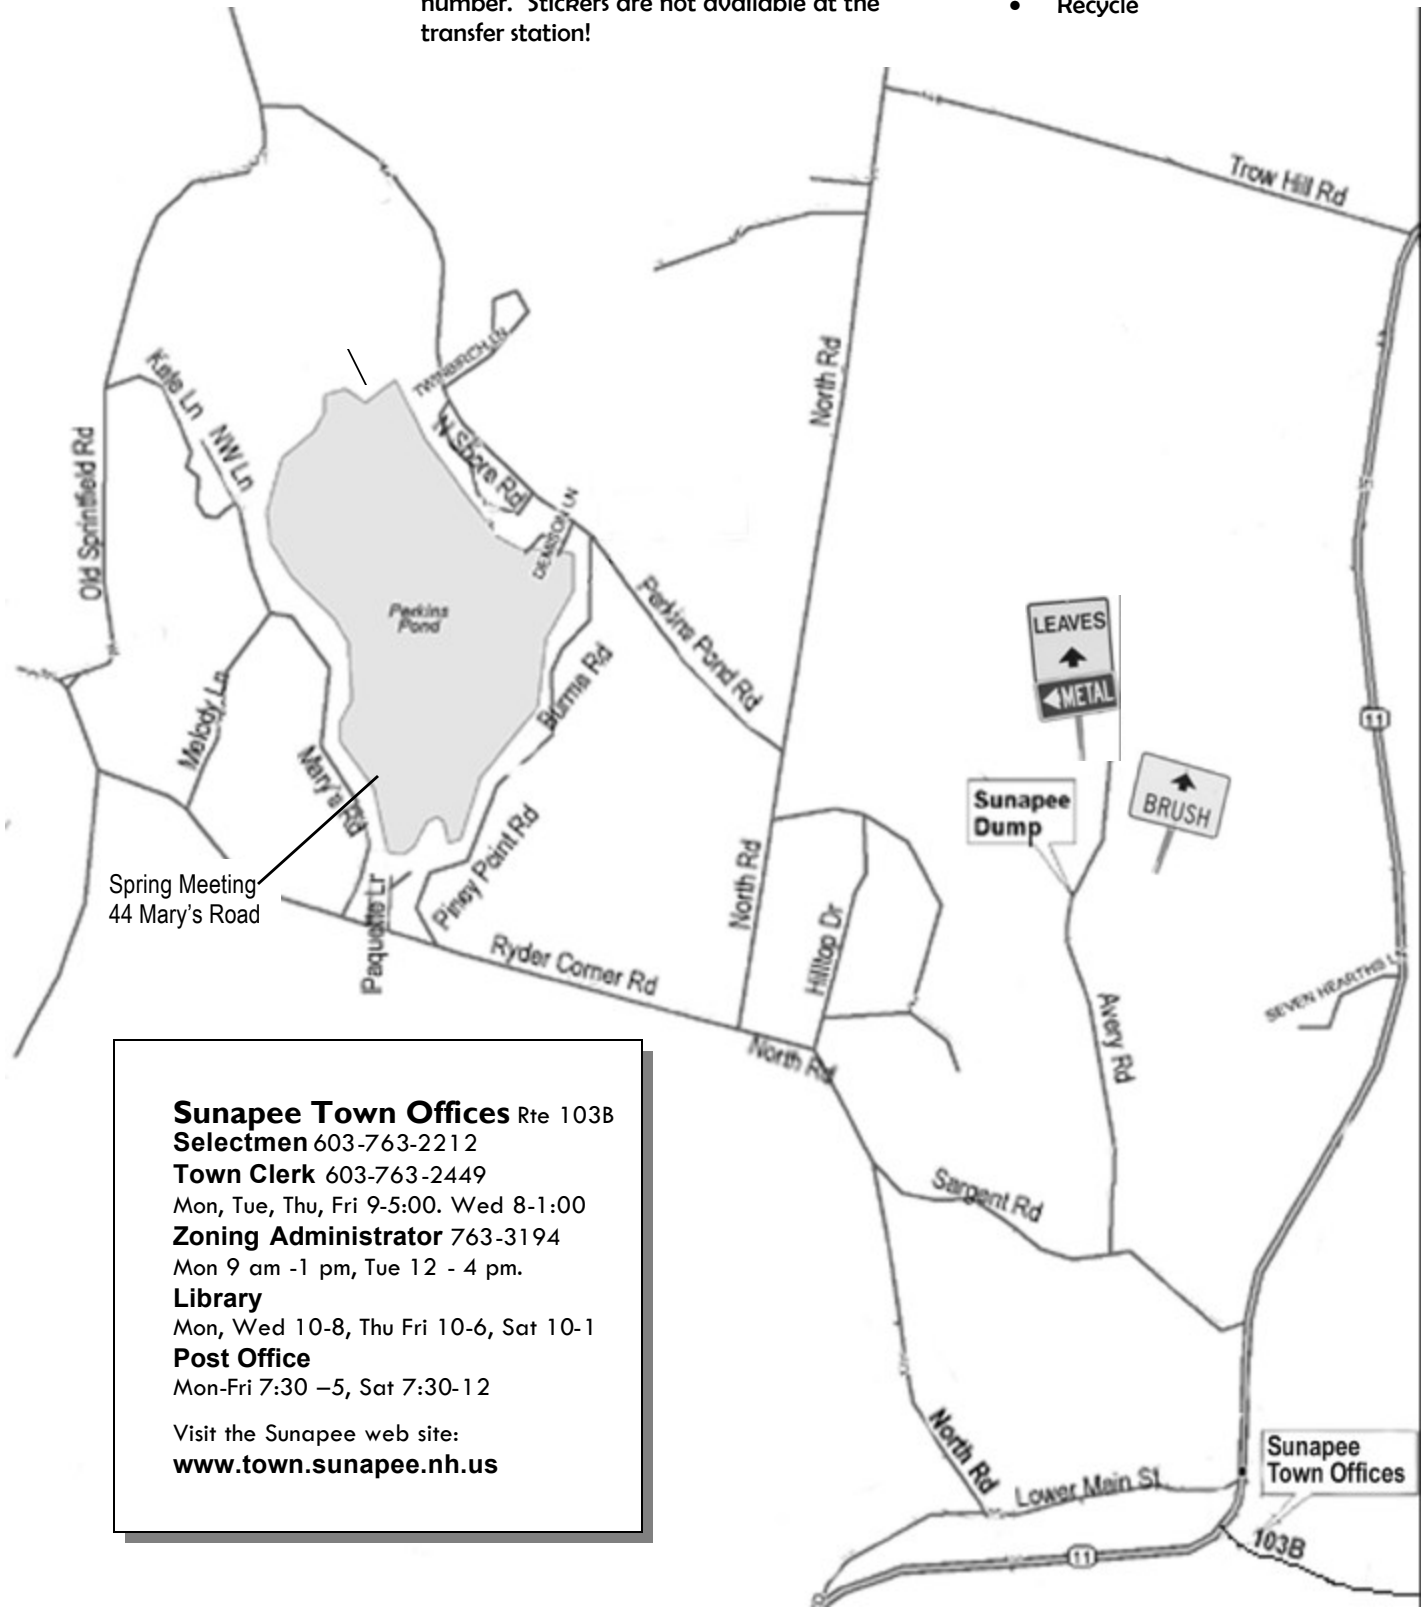 number. Stickers are not available at the
transfer station!
• Recycle
Trow Hill Rd
North Rd
TWINBIRCH LN
Kate Ln
NW Ln
N Shore Rd
Old Sprintfield Rd
DEMISTON LN
Perkins
Pond
Perkins Pond Rd
LEAVES
METAL
Burma Rd
Melody Ln
11
Mary's Rd
Sunapee
Dump
BRUSH
Piney Point Rd
North Rd
Spring Meeting
44 Mary's Road
Paquette Ln
Hilltop Dr
Ryder Corner Rd
SEVEN HEARTHS L
Avery Rd
North Rd
Sunapee Town Offices Rte 103B
Selectmen 603-763-2212
Town Clerk 603-763-2449
Mon, Tue, Thu, Fri 9-5:00. Wed 8-1:00
Zoning Administrator 763-3194
Mon 9 am -1 pm, Tue 12 - 4 pm.
Library
Mon, Wed 10-8, Thu Fri 10-6, Sat 10-1
Post Office
Mon-Fri 7:30 –5, Sat 7:30-12
Visit the Sunapee web site:
www.town.sunapee.nh.us
Sargent Rd
North Rd
Lower Main St
Sunapee
Town Offices
103B
11